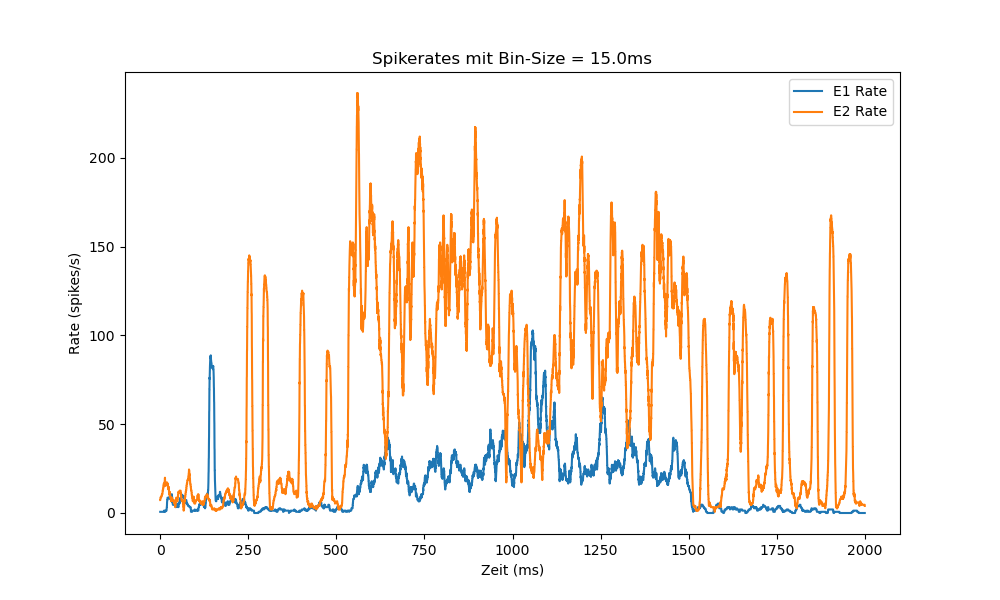 Spikerates mit Bin-Size = 15.0ms
E1 Rate
E2 Rate
Rate (spikes/s)
200
150
100
50
0
0 250 500 750 1000 1250 1500 1750 2000
Zeit (ms)